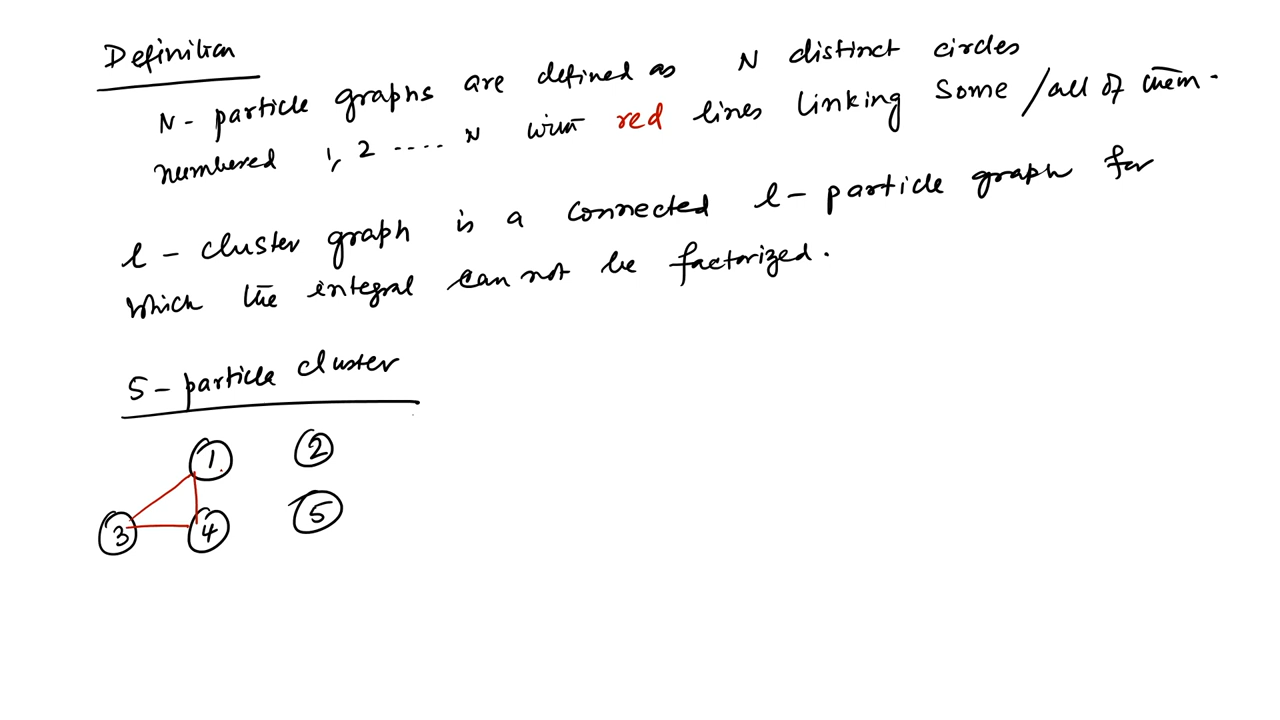 Definition
N - particle graphs are defined as N distinct circles
numbered 1, 2 .... N with red lines linking some / all of them.
l - cluster graph is a connected l - particle graph for
which the integral can not be factorized.
5 - particle cluster
1 2
3 4 5